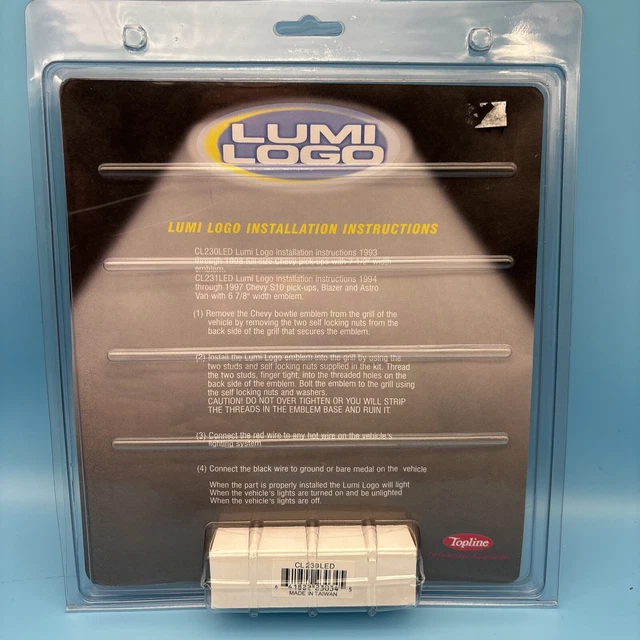 LUMI
LOGO
LUMI LOGO INSTALLATION INSTRUCTIONS
CL230LED Lumi Logo installation instructions 1993
through
emblem.
CL231LED Lumi Logo installation instructions 1994
through 1997 Chevy S10 pick-ups, Blazer and Astro
Van with 6 7/8" width emblem.
(1) Remove the Chevy bowtie emblem from the grill of the
vehicle by removing the two self locking nuts from the
back side of the grill that secures the emblem.
(2) Install the Lumi Logo emblem into the grill by using the
two studs and self locking nuts supplied in the kit. Thread
the two studs, finger tight, into the threaded holes on the
back side of the emblem. Bolt the emblem to the grill using
the self locking nuts and washers.
CAUTION! DO NOT OVER TIGHTEN OR YOU WILL STRIP
THE THREADS IN THE EMBLEM BASE AND RUIN IT.
(3) Connect the red wire to any hot wire on the vehicle's
lighting system.
(4) Connect the black wire to ground or bare medal on the vehicle
When the part is properly installed the Lumi Logo will light
When the vehicle's lights are turned on and be unlighted
When the vehicle's lights are off.
Topline
CL230LED
MADE IN TAIWAN